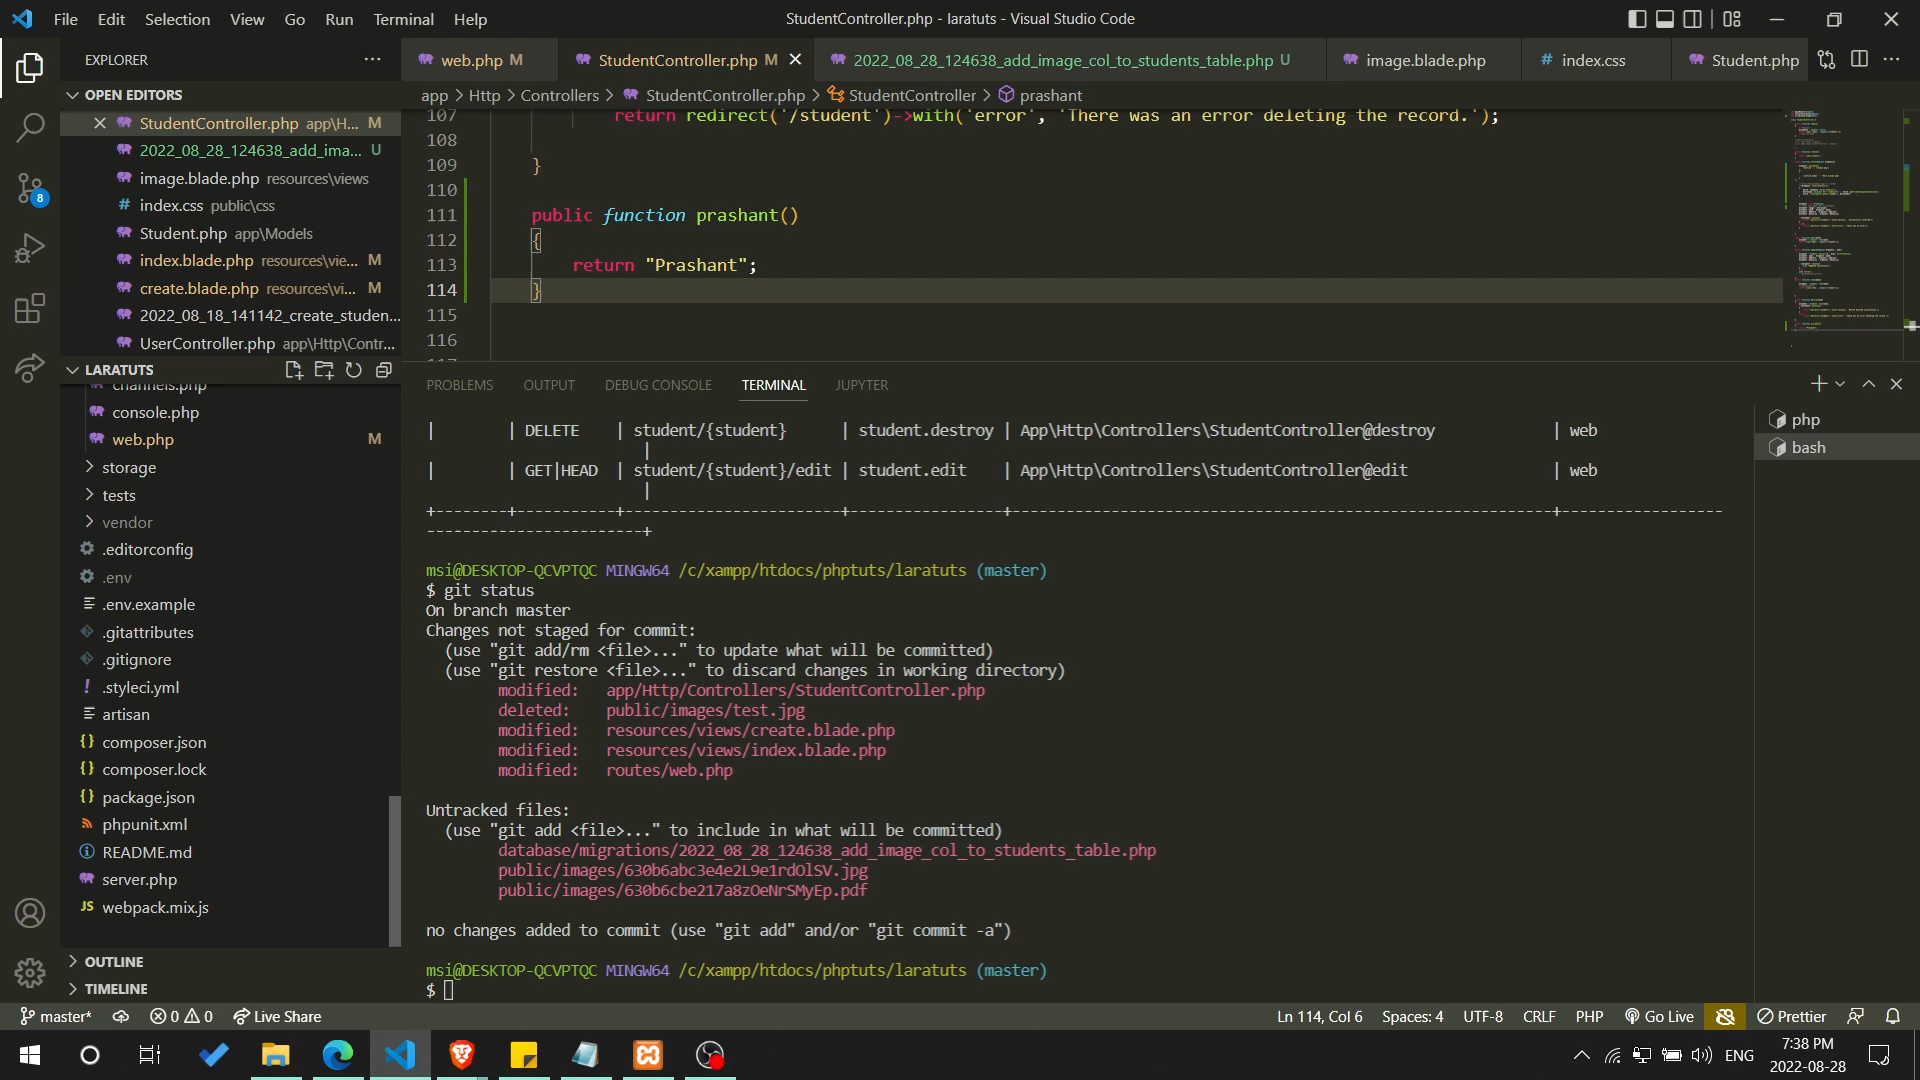 File Edit Selection View Go Run Terminal Help
StudentController.php - laratuts - Visual Studio Code
EXPLORER
web.php M
StudentController.php M
2022_08_28_124638_add_image_col_to_students_table.php U
image.blade.php
# index.css
Student.php
OPEN EDITORS
StudentController.php app\H... M
2022_08_28_124638_add_ima... U
image.blade.php resources\views
# index.css public\css
Student.php app\Models
index.blade.php resources\vie... M
create.blade.php resources\vi... M
2022_08_18_141142_create_studen...
UserController.php app\Http\Contr...
LARATUTS
channels.php
console.php
web.php M
storage
tests
vendor
.editorconfig
.env
.env.example
.gitattributes
.gitignore
! .styleci.yml
artisan
{} composer.json
{} composer.lock
{} package.json
phpunit.xml
README.md
server.php
JS webpack.mix.js
OUTLINE
TIMELINE
8
app > Http > Controllers > StudentController.php > StudentController > prashant
107 return redirect('/student')->with('error', 'There was an error deleting the record.');
108
109 }
110
111 public function prashant()
112 {
113 return "Prashant";
114 }
115
116
117
PROBLEMS OUTPUT DEBUG CONSOLE TERMINAL JUPYTER
php
bash
| | DELETE | student/{student} | student.destroy | App\Http\Controllers\StudentController@destroy | web
|
| | GET|HEAD | student/{student}/edit | student.edit | App\Http\Controllers\StudentController@edit | web
|
+--------+-----------+------------------------+-----------------+------------------------------------------------------------+------------------
------------------------+
msi@DESKTOP-QCVPTQC MINGW64 /c/xampp/htdocs/phptuts/laratuts (master)
$ git status
On branch master
Changes not staged for commit:
(use "git add/rm <file>..." to update what will be committed)
(use "git restore <file>..." to discard changes in working directory)
modified: app/Http/Controllers/StudentController.php
deleted: public/images/test.jpg
modified: resources/views/create.blade.php
modified: resources/views/index.blade.php
modified: routes/web.php
Untracked files:
(use "git add <file>..." to include in what will be committed)
database/migrations/2022_08_28_124638_add_image_col_to_students_table.php
public/images/630b6abc3e4e2L9e1rdOlSV.jpg
public/images/630b6cbe217a8zOeNrSMyEp.pdf
no changes added to commit (use "git add" and/or "git commit -a")
msi@DESKTOP-QCVPTQC MINGW64 /c/xampp/htdocs/phptuts/laratuts (master)
$
master* 0 0 Live Share
Ln 114, Col 6 Spaces: 4 UTF-8 CRLF PHP Go Live Prettier
ENG
7:38 PM
2022-08-28